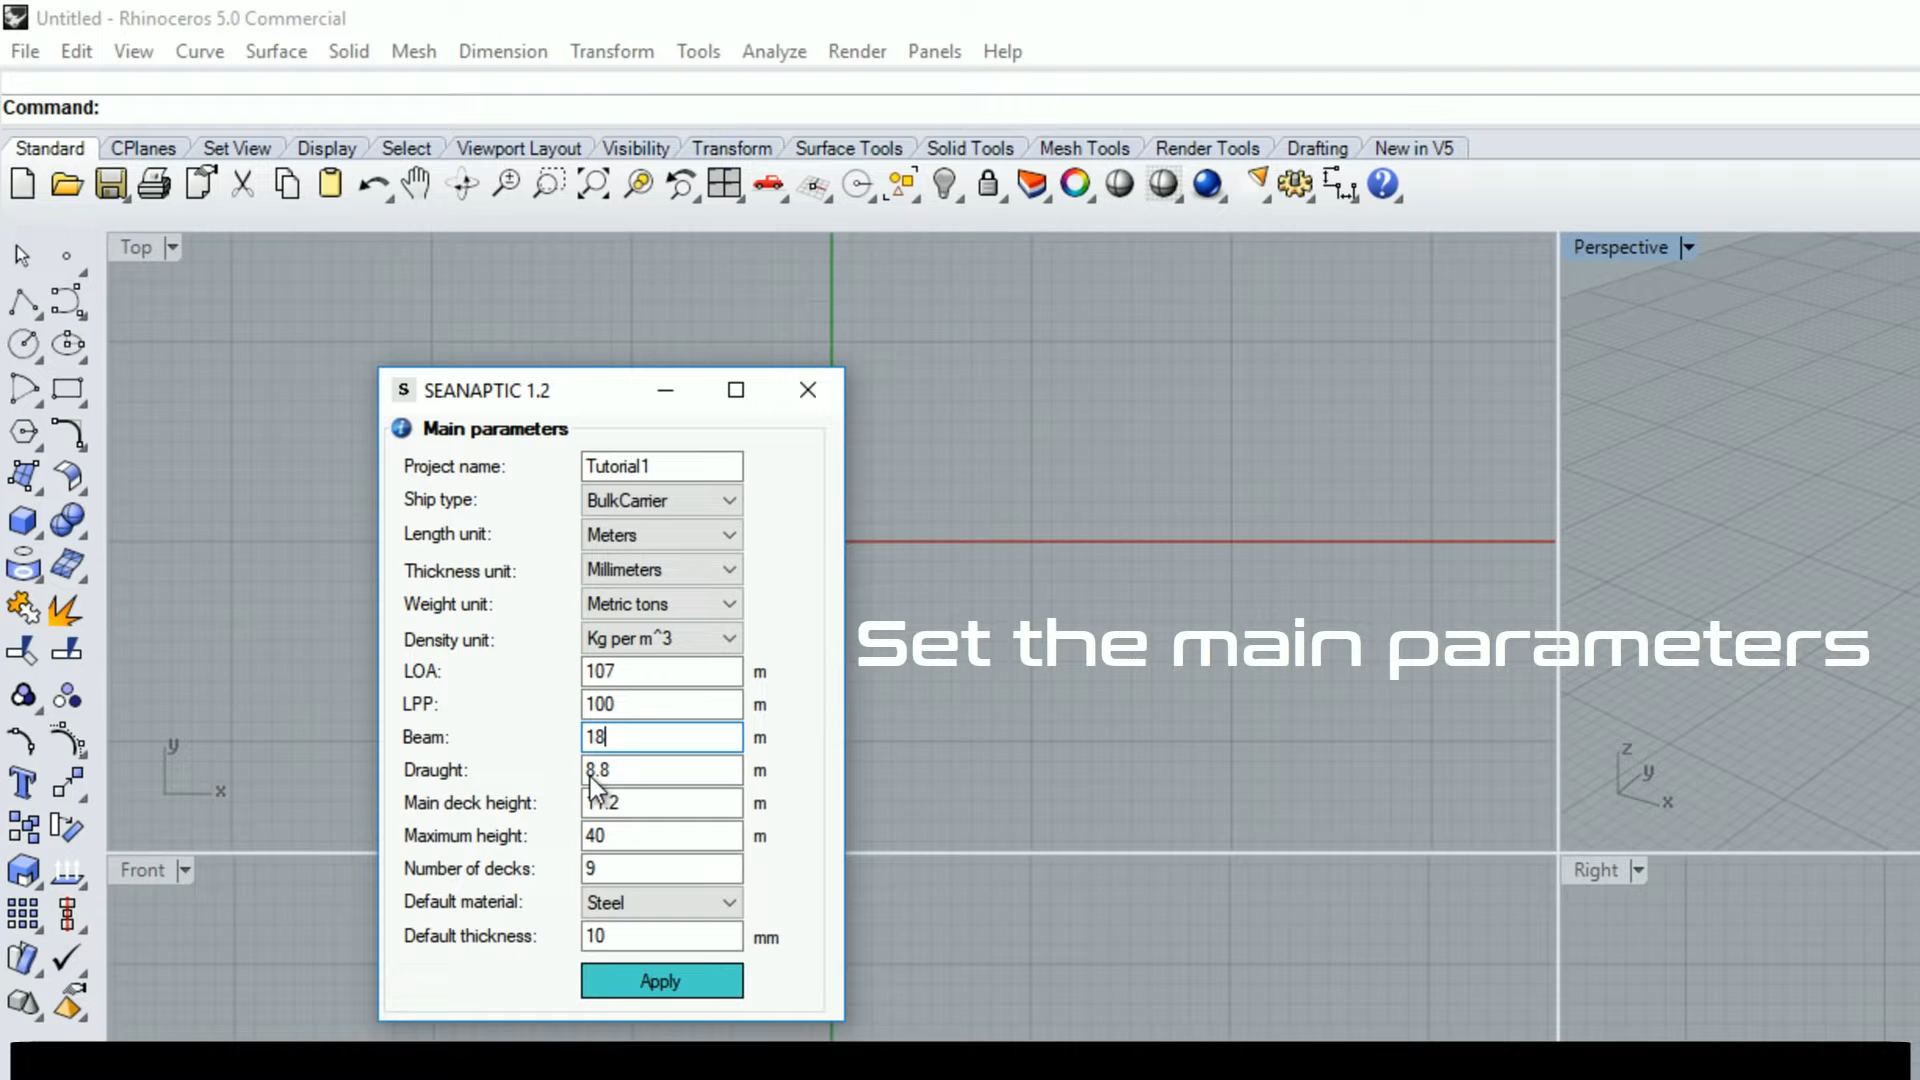 Untitled - Rhinoceros 5.0 Commercial
File Edit View Curve Surface Solid Mesh Dimension Transform Tools Analyze Render Panels Help
Command:
Standard CPlanes Set View Display Select Viewport Layout Visibility Transform Surface Tools Solid Tools Mesh Tools Render Tools Drafting New in V5
Top
Perspective
S SEANAPTIC 1.2
Main parameters
Project name: Tutorial1
Ship type: BulkCarrier
Length unit: Meters
Thickness unit: Millimeters
Weight unit: Metric tons
Density unit: Kg per m^3
Set the main parameters
LOA: 107 m
LPP: 100 m
Beam: 18 m
Draught: 8.8 m
Main deck height: 11.2 m
Maximum height: 40 m
Number of decks: 9
Default material: Steel
Default thickness: 10 mm
Apply
y
x
z
y
x
Front
Right